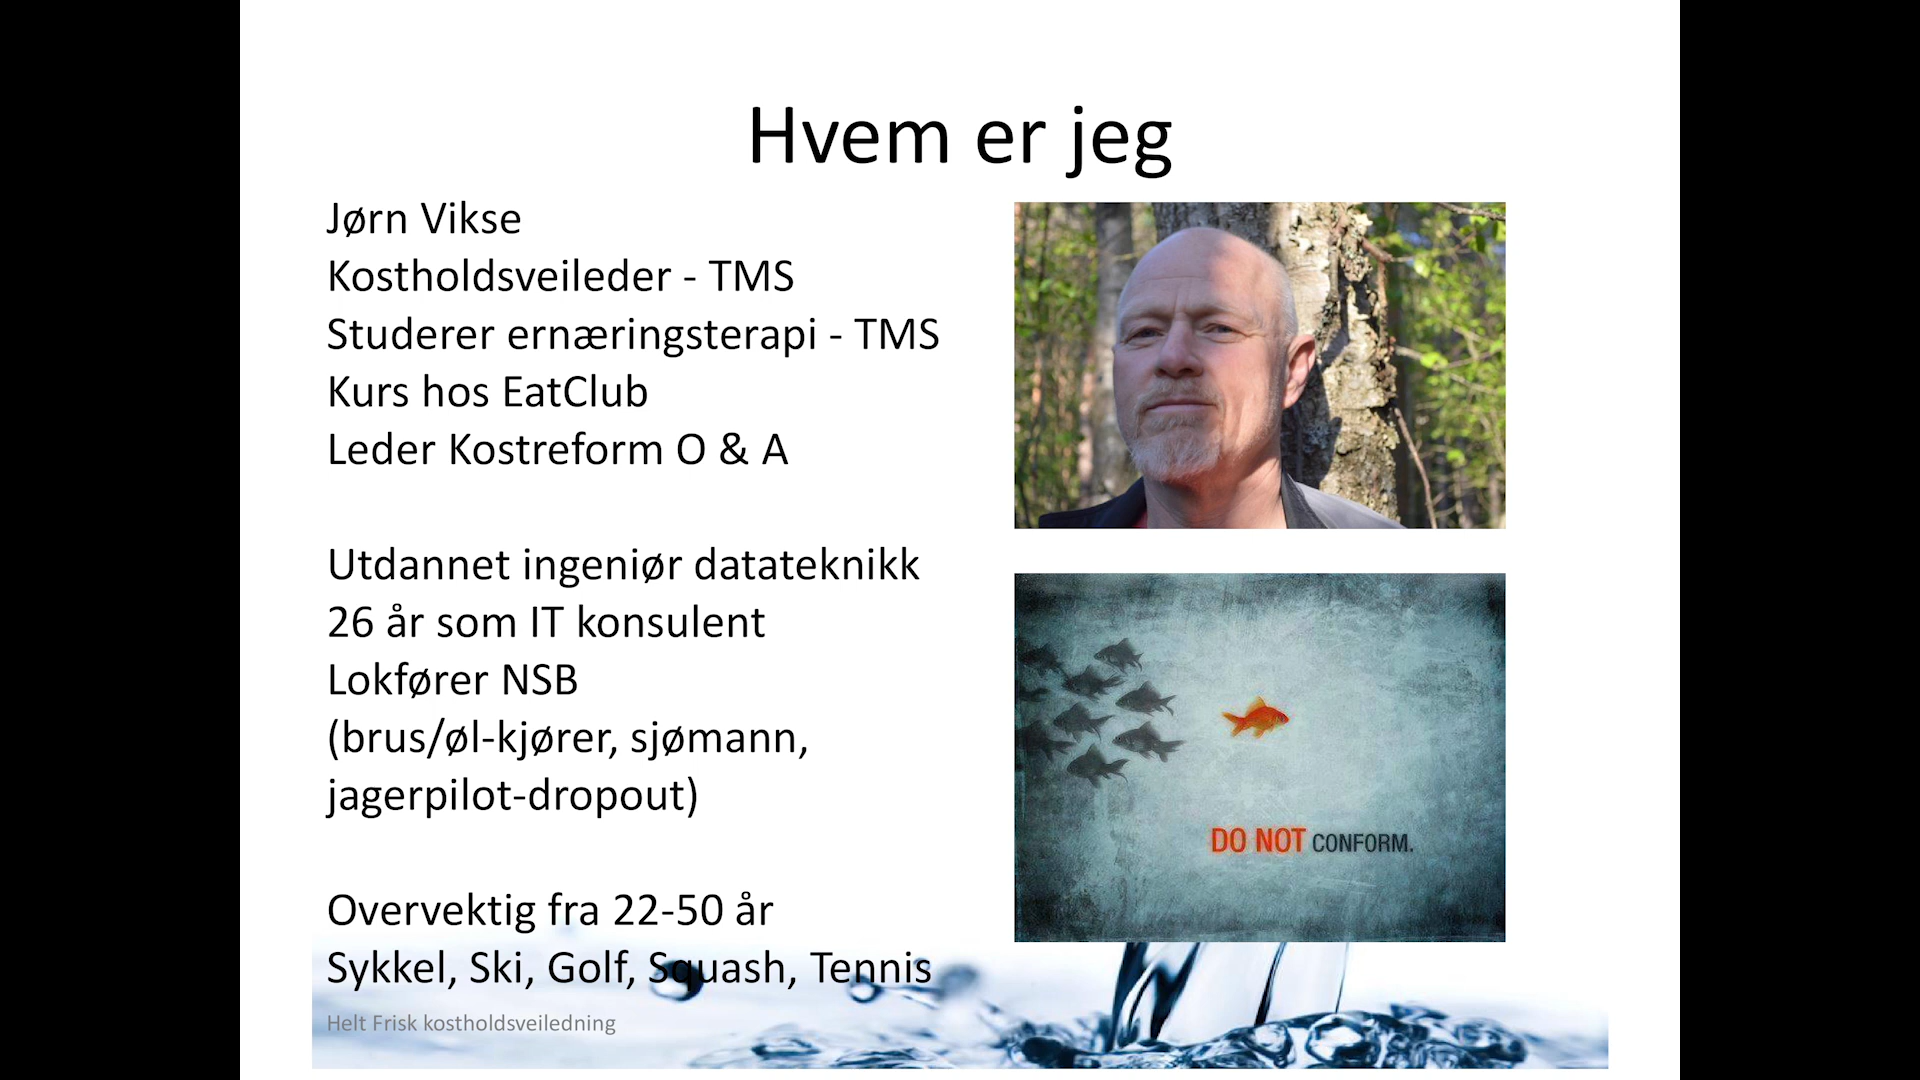 Hvem er jeg
Jørn Vikse
Kostholdsveileder - TMS
Studerer ernæringsterapi - TMS
Kurs hos EatClub
Leder Kostreform O & A
Utdannet ingeniør datateknikk
26 år som IT konsulent
Lokfører NSB
(brus/øl-kjører, sjømann,
jagerpilot-dropout)
Overvektig fra 22-50 år
Sykkel, Ski, Golf, Squash, Tennis
Helt Frisk kostholdsveiledning
DO NOT CONFORM.